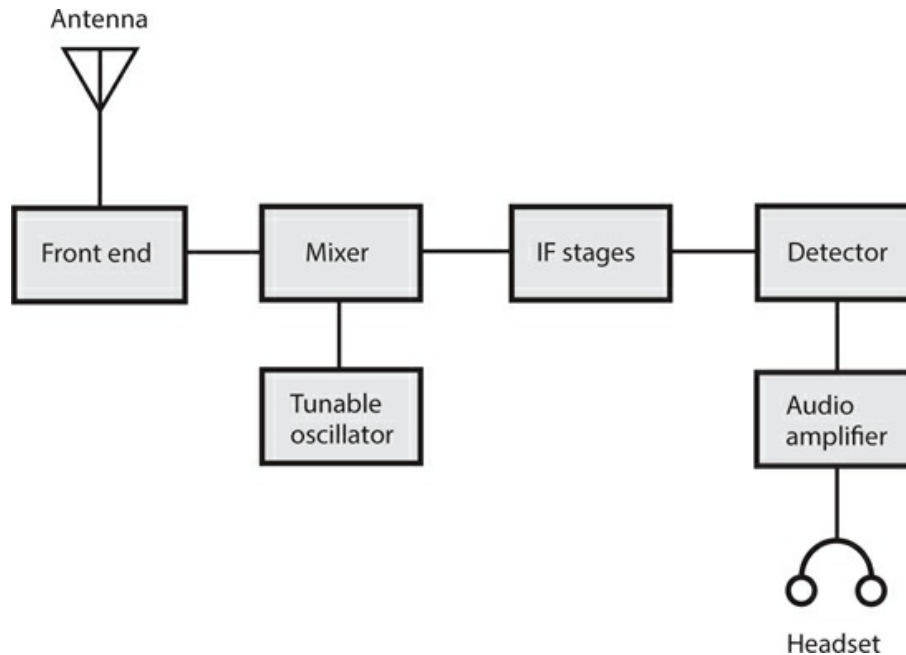 Antenna
Front end
Mixer
IF stages
Detector
Tunable
oscillator
Audio
amplifier
Headset